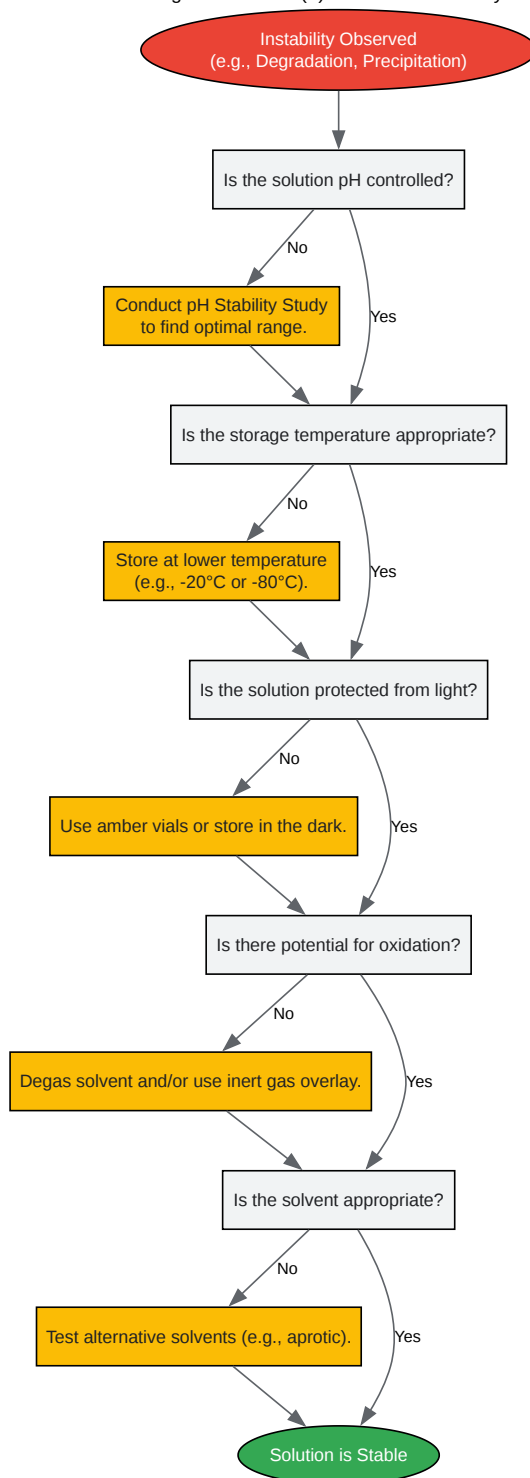 Instability Observed
(e.g., Degradation, Precipitation)
Is the solution pH controlled?
No
Conduct pH Stability Study
to find optimal range.
Yes
Is the storage temperature appropriate?
No
Store at lower temperature
(e.g., -20°C or -80°C).
Yes
Is the solution protected from light?
No
Use amber vials or store in the dark.
Yes
Is there potential for oxidation?
No
Degas solvent and/or use inert gas overlay.
Yes
Is the solvent appropriate?
No
Test alternative solvents (e.g., aprotic).
Yes
Solution is Stable